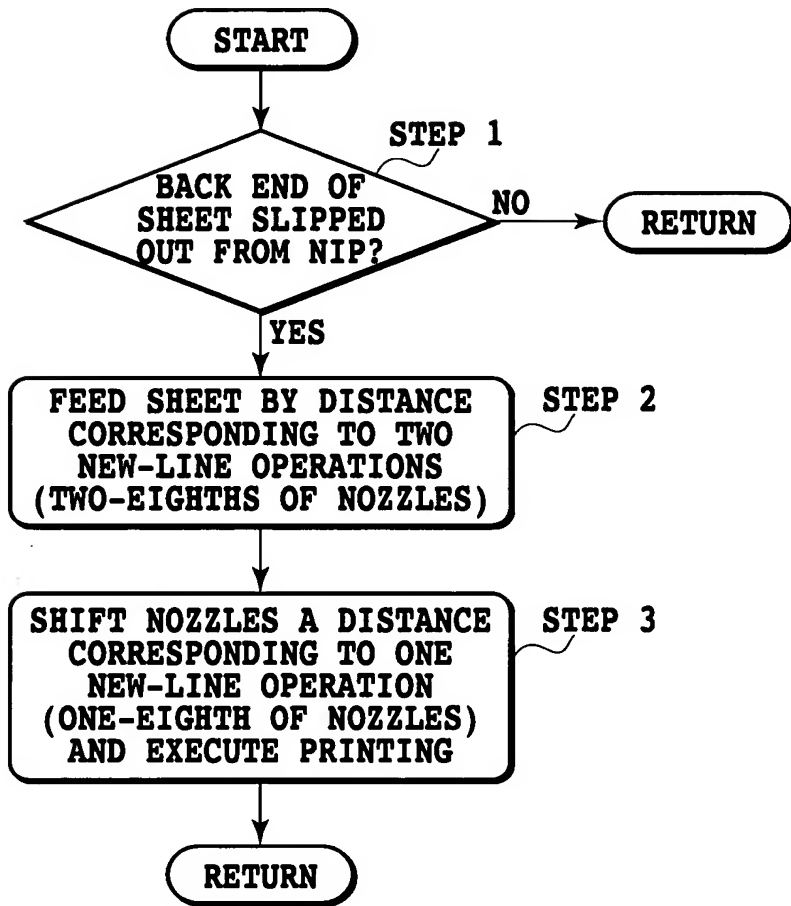 START
STEP 1
BACK END OF
SHEET SLIPPED
OUT FROM NIP?
NO
RETURN
YES
FEED SHEET BY DISTANCE
CORRESPONDING TO TWO
NEW-LINE OPERATIONS
(TWO-EIGHTHS OF NOZZLES)
STEP 2
SHIFT NOZZLES A DISTANCE
CORRESPONDING TO ONE
NEW-LINE OPERATION
(ONE-EIGHTH OF NOZZLES)
AND EXECUTE PRINTING
STEP 3
RETURN